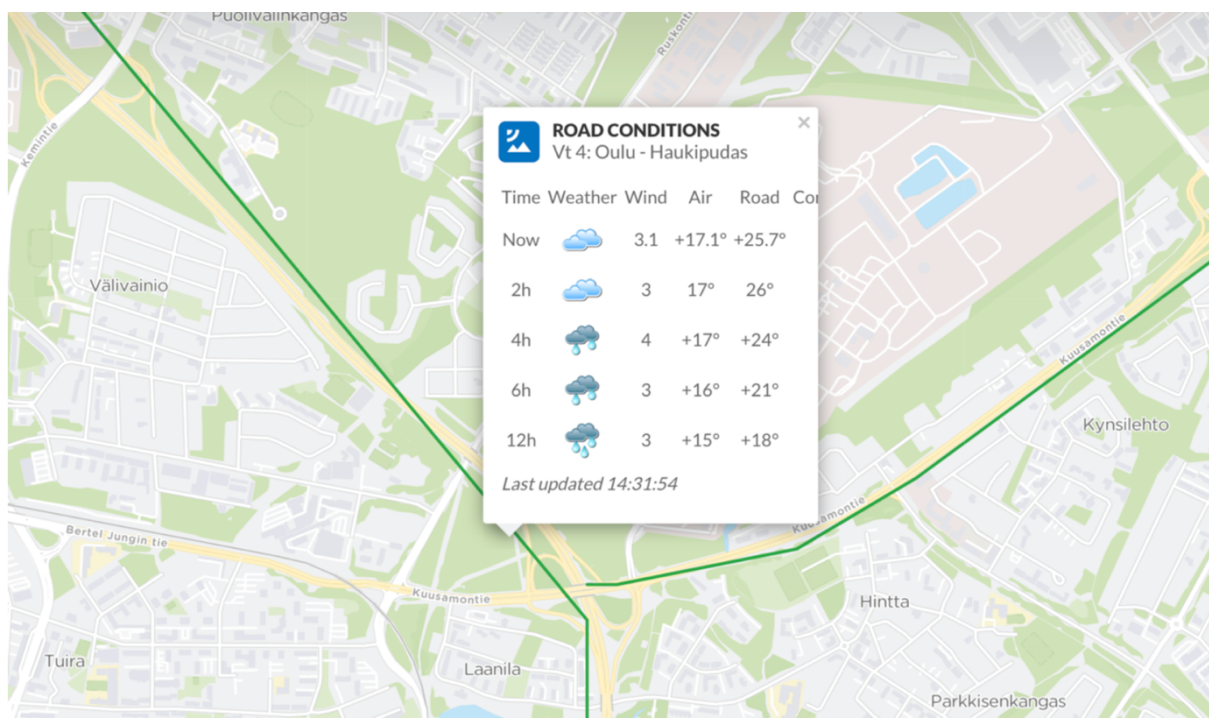 Puolivälinkangas
Ruskont
Kemintie
ROAD CONDITIONS
Vt 4: Oulu - Haukipudas
×
Time Weather Wind Air Road Cor
Now 3.1 +17.1° +25.7°
2h 3 17° 26°
4h 4 +17° +24°
6h 3 +16° +21°
12h 3 +15° +18°
Last updated 14:31:54
Välivainio
Kuusamontie
Kynsilehto
Kuusamontie
Bertel Jungin tie
Kuusamontie
Hintta
Tuira
Laanila
Parkkisenkangas